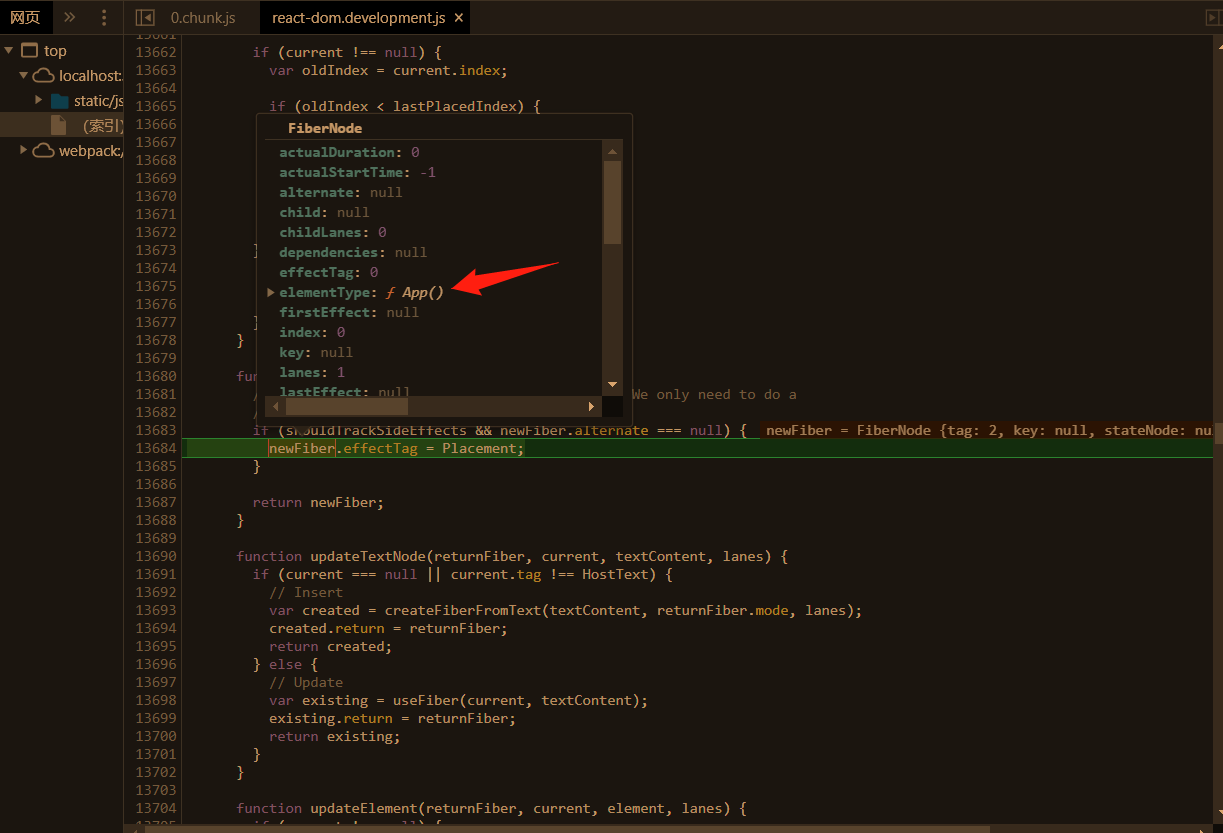 网页
0.chunk.js
react-dom.development.js ×
top
localhost:
static/js
(索引)
webpack:/
13661
13662 if (current !== null) {
13663 var oldIndex = current.index;
13664
13665 if (oldIndex < lastPlacedIndex) {
13666
13667
13668
13669
13670
13671
13672
13673 }
13674
13675
13676
13677 }
13678 }
13679
13680 fun
13681 We only need to do a
13682
13683 if (shouldTrackSideEffects && newFiber.alternate === null) { newFiber = FiberNode {tag: 2, key: null, stateNode: nu
13684 newFiber.effectTag = Placement;
13685 }
13686
13687 return newFiber;
13688 }
13689
13690 function updateTextNode(returnFiber, current, textContent, lanes) {
13691 if (current === null || current.tag !== HostText) {
13692 // Insert
13693 var created = createFiberFromText(textContent, returnFiber.mode, lanes);
13694 created.return = returnFiber;
13695 return created;
13696 } else {
13697 // Update
13698 var existing = useFiber(current, textContent);
13699 existing.return = returnFiber;
13700 return existing;
13701 }
13702 }
13703
13704 function updateElement(returnFiber, current, element, lanes) {
FiberNode
actualDuration: 0
actualStartTime: -1
alternate: null
child: null
childLanes: 0
dependencies: null
effectTag: 0
elementType: ƒ App()
firstEffect: null
index: 0
key: null
lanes: 1
lastEffect: null